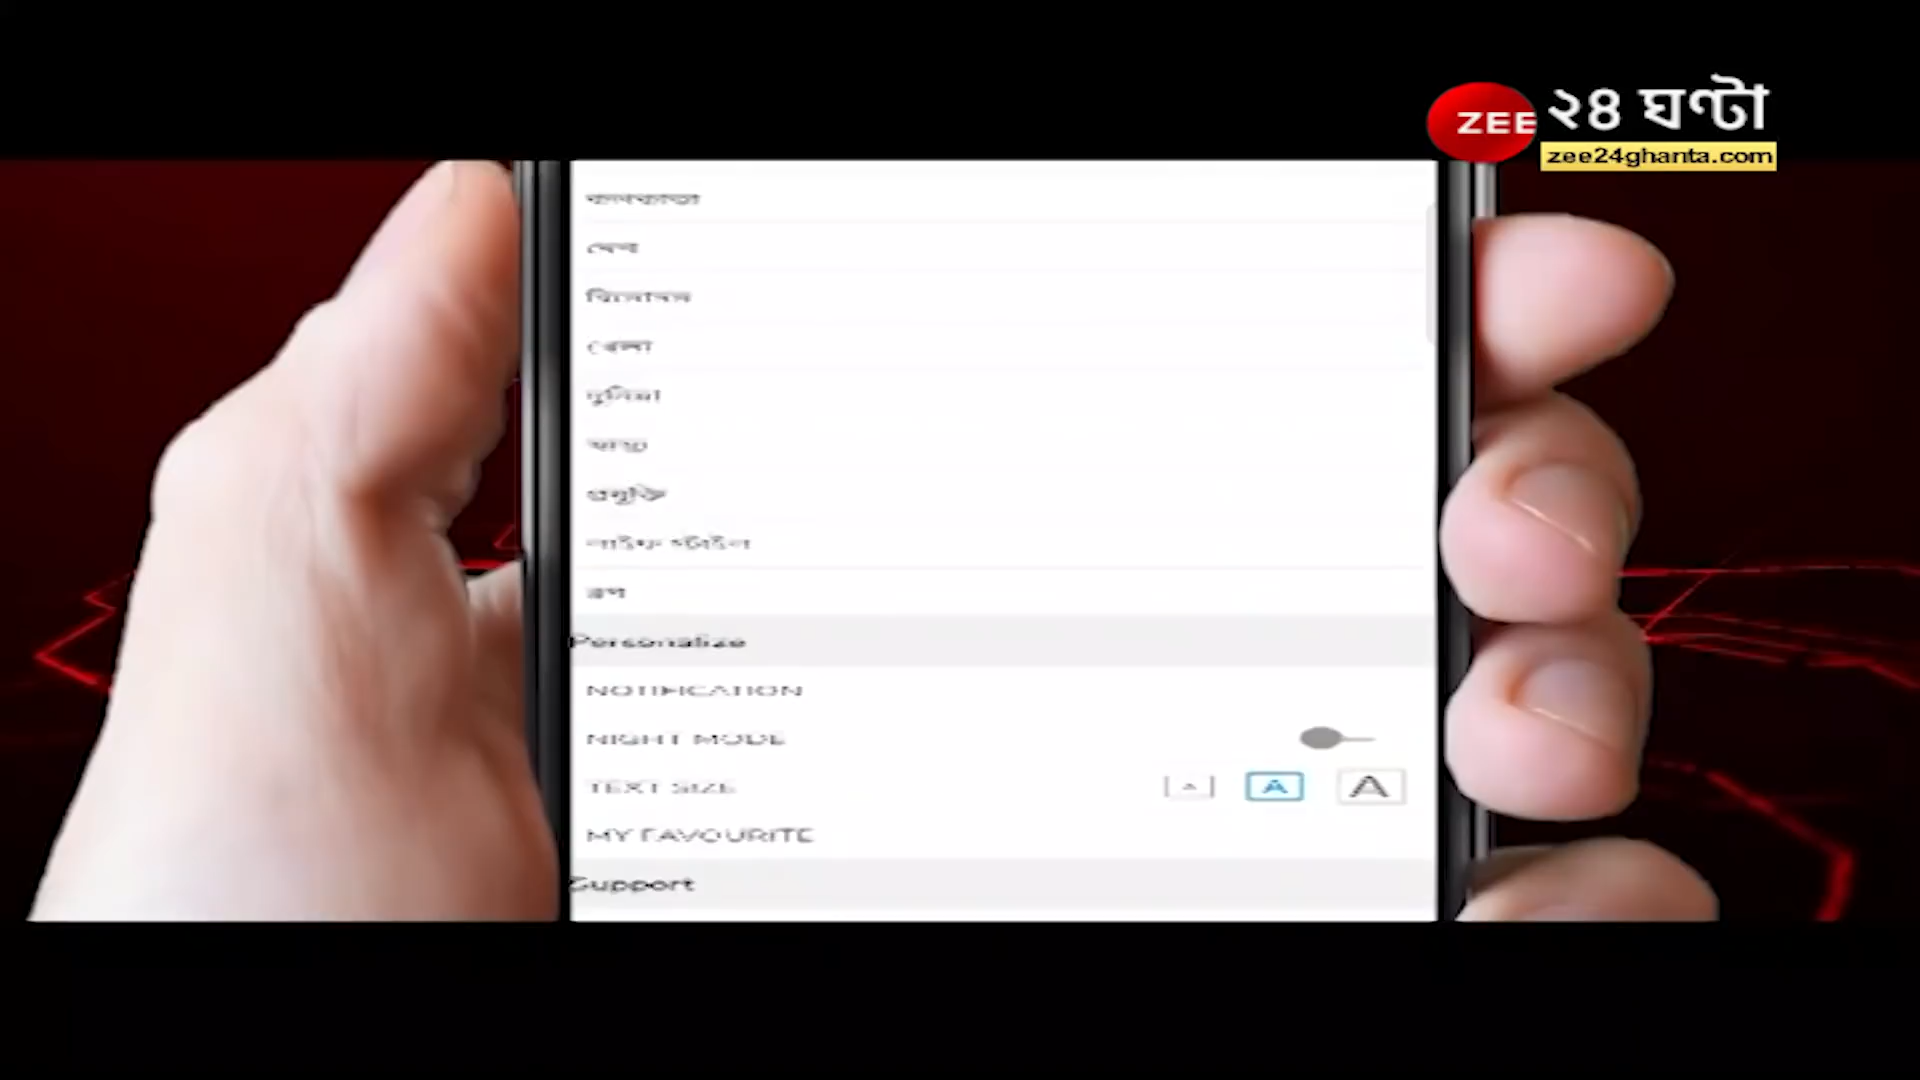 ZEE ২৪ ঘণ্টা
zee24ghanta.com
কলকাতা
দেশ
বিনোদন
খেলা
দুনিয়া
স্বাস্থ্য
প্রযুক্তি
লাইফ স্টাইল
ব্লগ
Personalize
NOTIFICATION
NIGHT MODE
TEXT SIZE A A A
MY FAVOURITE
Support